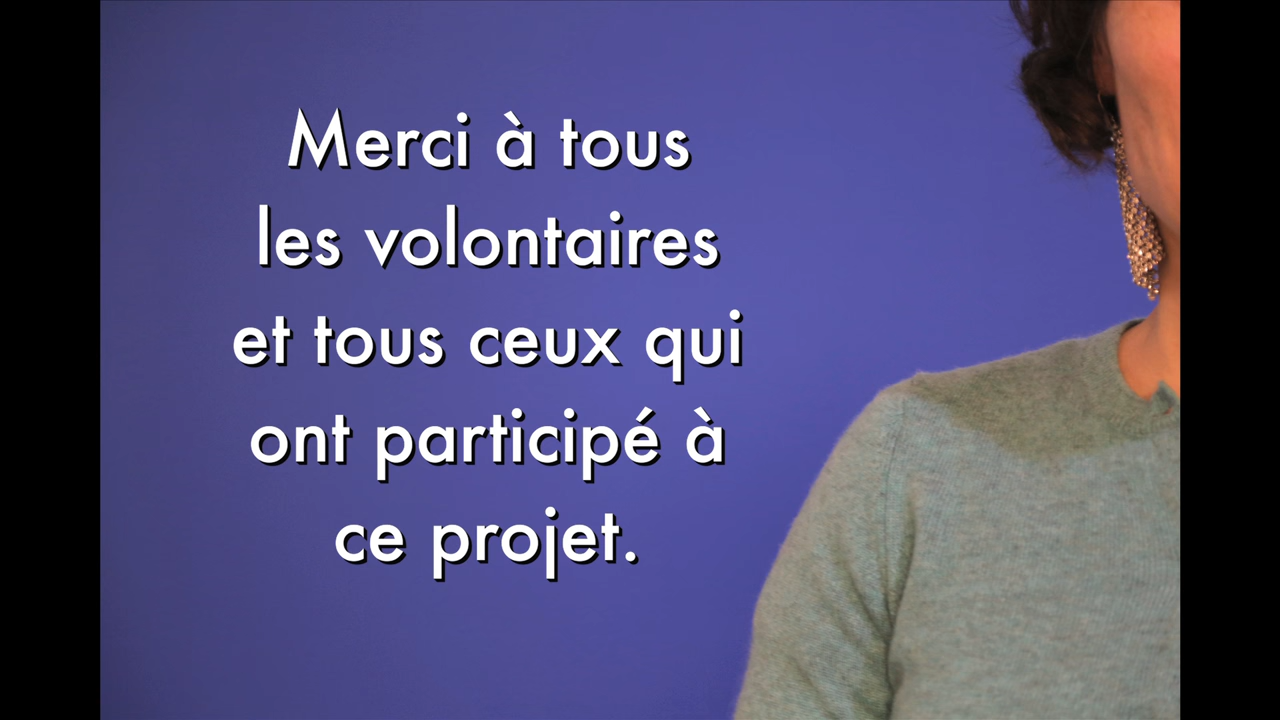 Merci à tous
les volontaires
et tous ceux qui
ont participé à
ce projet.